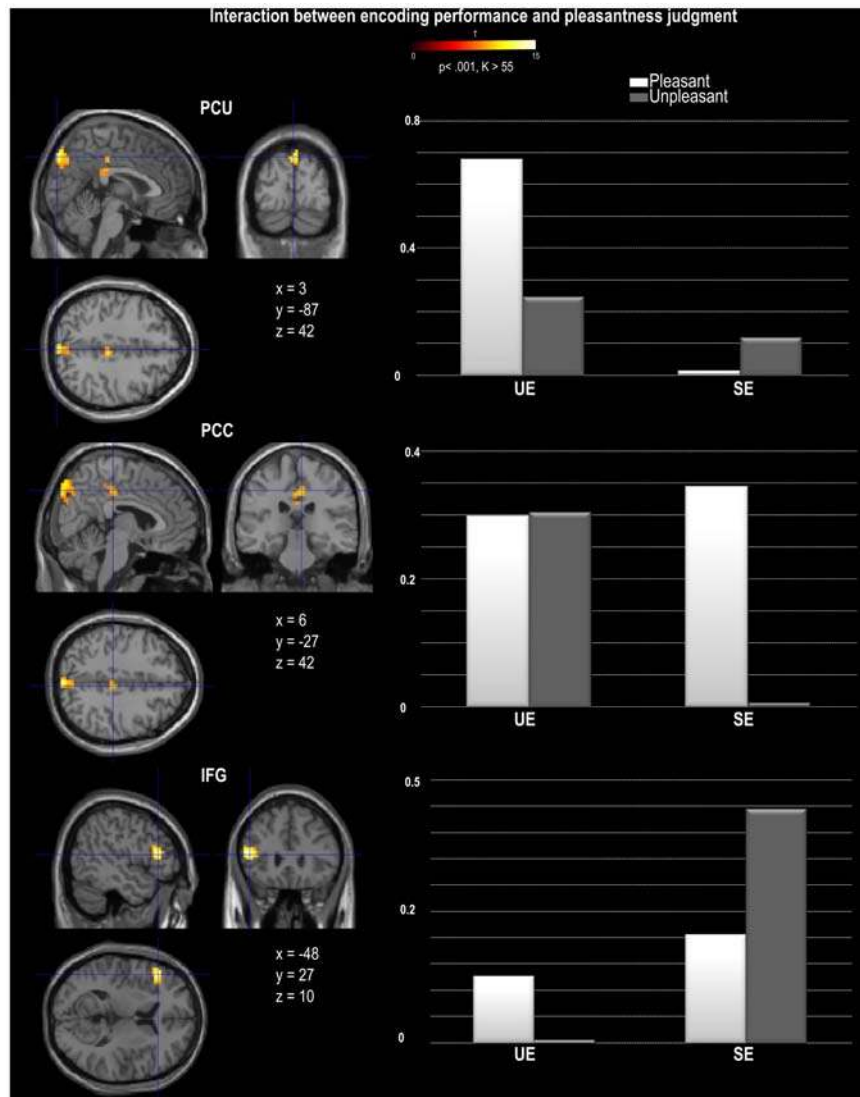 Interaction between encoding performance and pleasantness judgment
T
0 15
p< .001, K > 55
Pleasant
Unpleasant
PCU
x = 3
y = -87
z = 42
0.8
0.4
0
UE SE
PCC
x = 6
y = -27
z = 42
0.4
0.2
0
UE SE
IFG
x = -48
y = 27
z = 10
0.5
0.2
0
UE SE